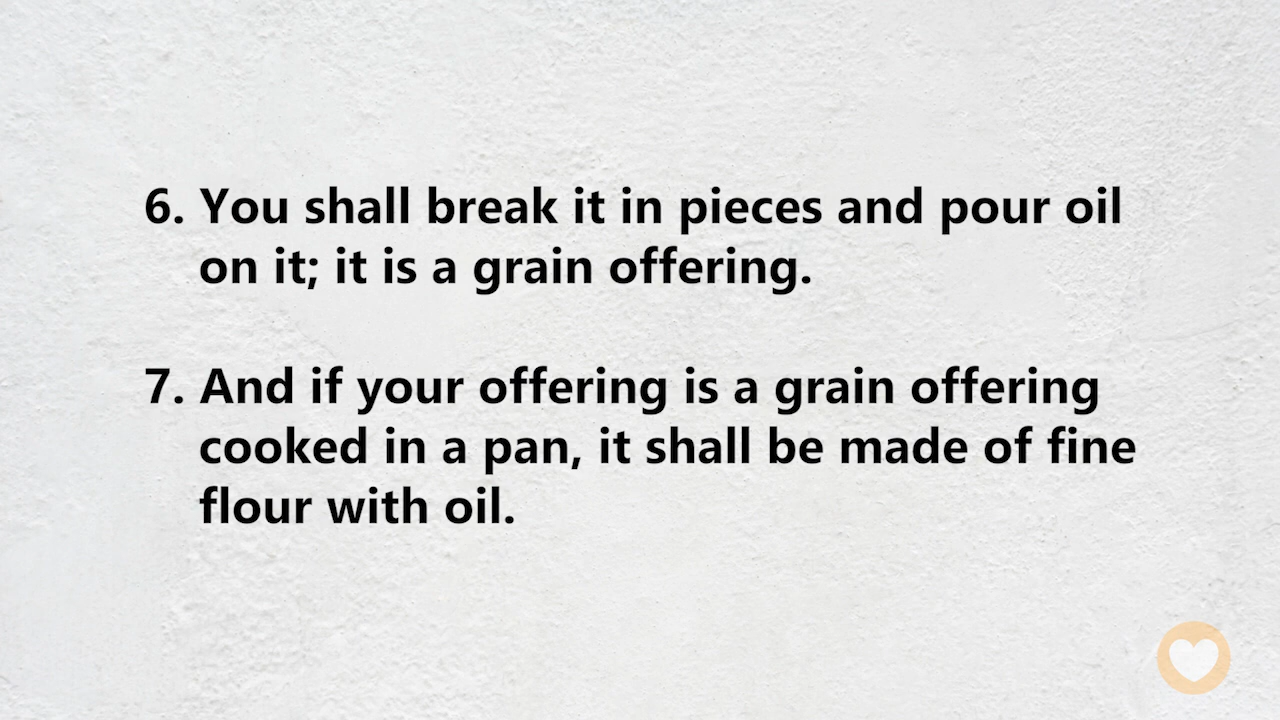 6. You shall break it in pieces and pour oil
on it; it is a grain offering.
7. And if your offering is a grain offering
cooked in a pan, it shall be made of fine
flour with oil.